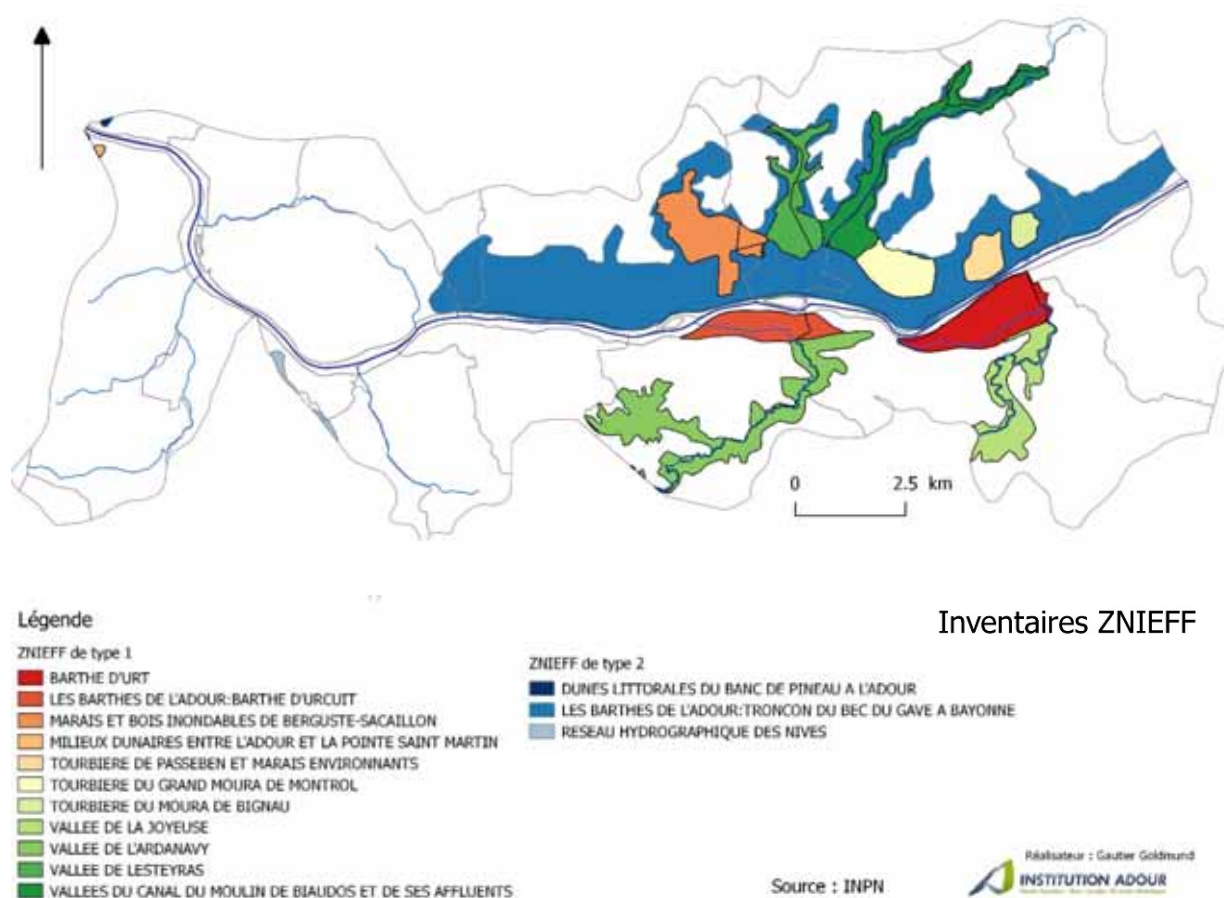 0 2.5 km
Inventaires ZNIEFF
Légende
ZNIEFF de type 1
BARTHE D'URT
LES BARTHES DE L'ADOUR:BARTHE D'URCUIT
MARAIS ET BOIS INONDABLES DE BERGUSTE-SACAILLON
MILIEUX DUNAIRES ENTRE L'ADOUR ET LA POINTE SAINT MARTIN
TOURBIERE DE PASSEBEN ET MARAIS ENVIRONNANTS
TOURBIERE DU GRAND MOURA DE MONTROL
TOURBIERE DU MOURA DE BIGNAU
VALLEE DE LA JOYEUSE
VALLEE DE L'ARDANAVY
VALLEE DE LESTEYRAS
VALLEES DU CANAL DU MOULIN DE BIAUDOS ET DE SES AFFLUENTS
ZNIEFF de type 2
DUNES LITTORALES DU BANC DE PINEAU A L'ADOUR
LES BARTHES DE L'ADOUR:TRONCON DU BEC DU GAVE A BAYONNE
RESEAU HYDROGRAPHIQUE DES NIVES
Source : INPN
Réalisateur : Gautier Goldmund
INSTITUTION ADOUR